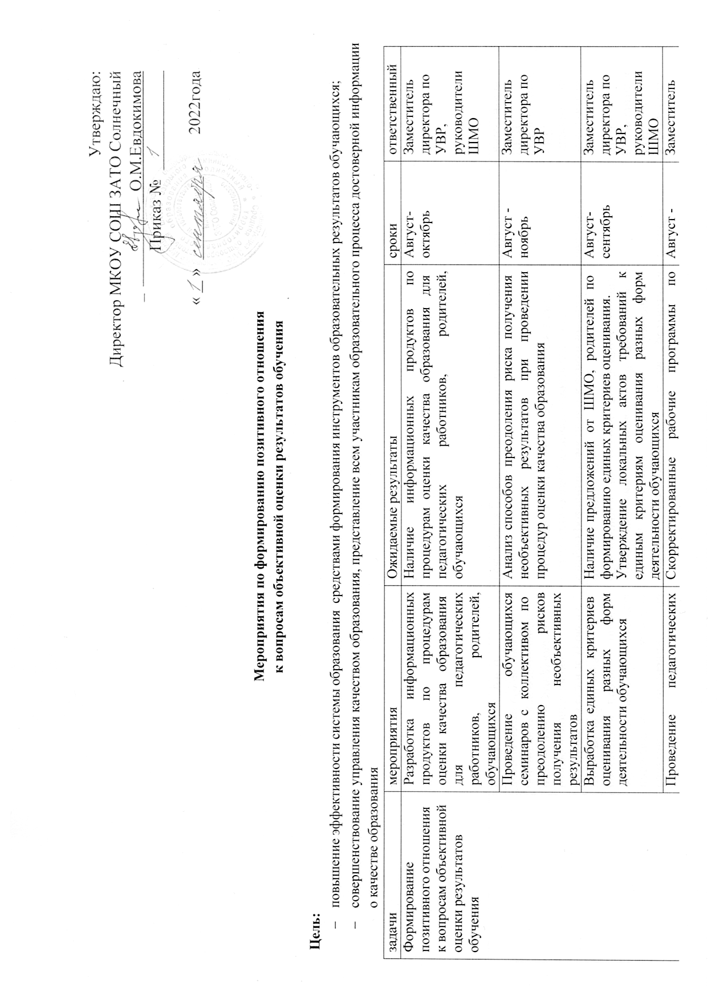 Утверждаю:
Директор МКОУ СОШ ЗАТО Солнечный
О.М.Евдокимова
Приказ № 1
« 1 » сентября 2022года
Мероприятия по формированию позитивного отношения
к вопросам объективной оценки результатов обучения
Цель:
– повышение эффективности системы образования средствами формирования инструментов образовательных результатов обучающихся;
– совершенствование управления качеством образования, представление всем участникам образовательного процесса достоверной информации
о качестве образования
задачи
мероприятия
Ожидаемые результаты
сроки
ответственный
Формирование
позитивного отношения
к вопросам объективной
оценки результатов
обучения
Разработка информационных
продуктов по процедурам
оценки качества образования
для педагогических
работников, родителей,
обучающихся
Наличие информационных продуктов по
процедурам оценки качества образования для
педагогических работников, родителей,
обучающихся
Август-
октябрь
Заместитель
директора по
УВР,
руководители
ШМО
Проведение обучающихся
семинаров с коллективом по
преодолению рисков
получения необъективных
результатов
Анализ способов преодоления риска получения
необъективных результатов при проведении
процедур оценки качества образования
Август -
ноябрь
Заместитель
директора по
УВР
Выработка единых критериев
оценивания разных форм
деятельности обучающихся
Наличие предложений от ШМО, родителей по
формированию единых критериев оценивания.
Утверждение локальных актов требований к
единым критериям оценивания разных форм
деятельности обучающихся
Август-
сентябрь
Заместитель
директора по
УВР,
руководители
ШМО
Проведение педагогических
Скорректированные рабочие программы по
Август -
Заместитель